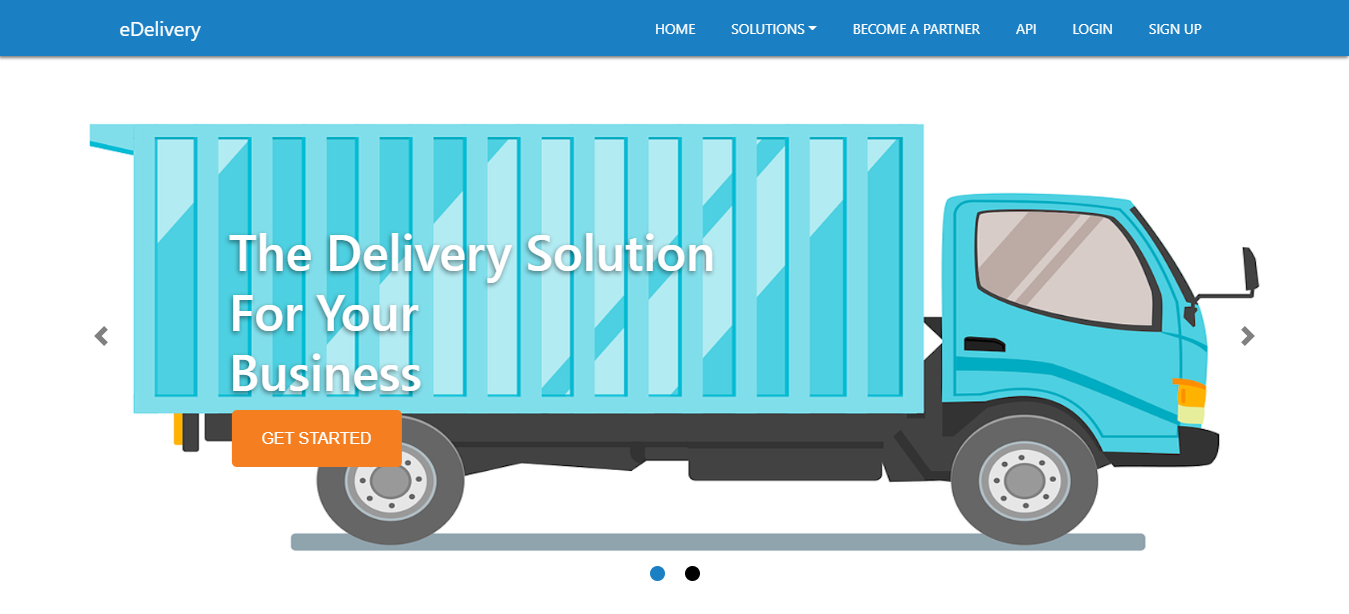 eDelivery
HOME
SOLUTIONS
BECOME A PARTNER
API
LOGIN
SIGN UP
The Delivery Solution
For Your
Business
GET STARTED